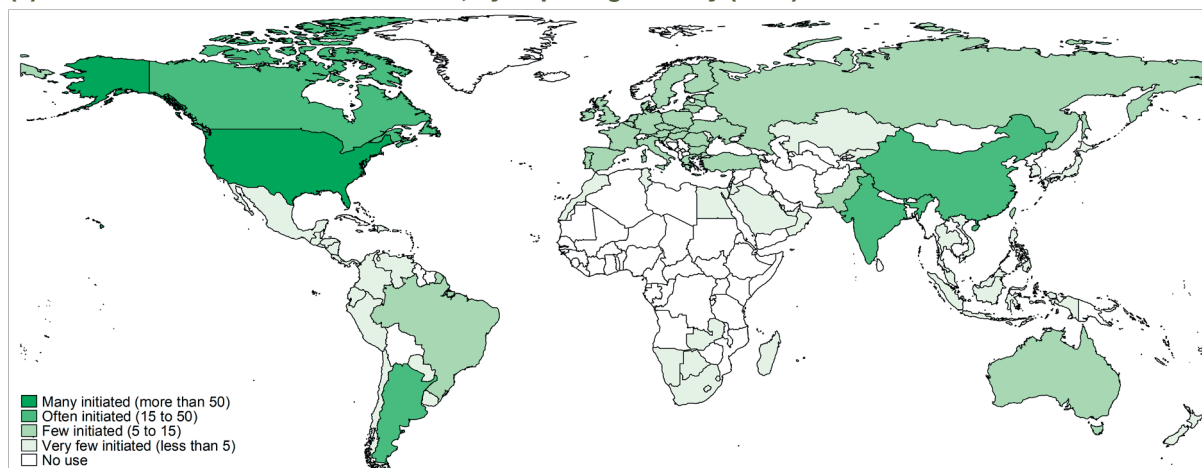 Many initiated (more than 50)
Often initiated (15 to 50)
Few initiated (5 to 15)
Very few initiated (less than 5)
No use